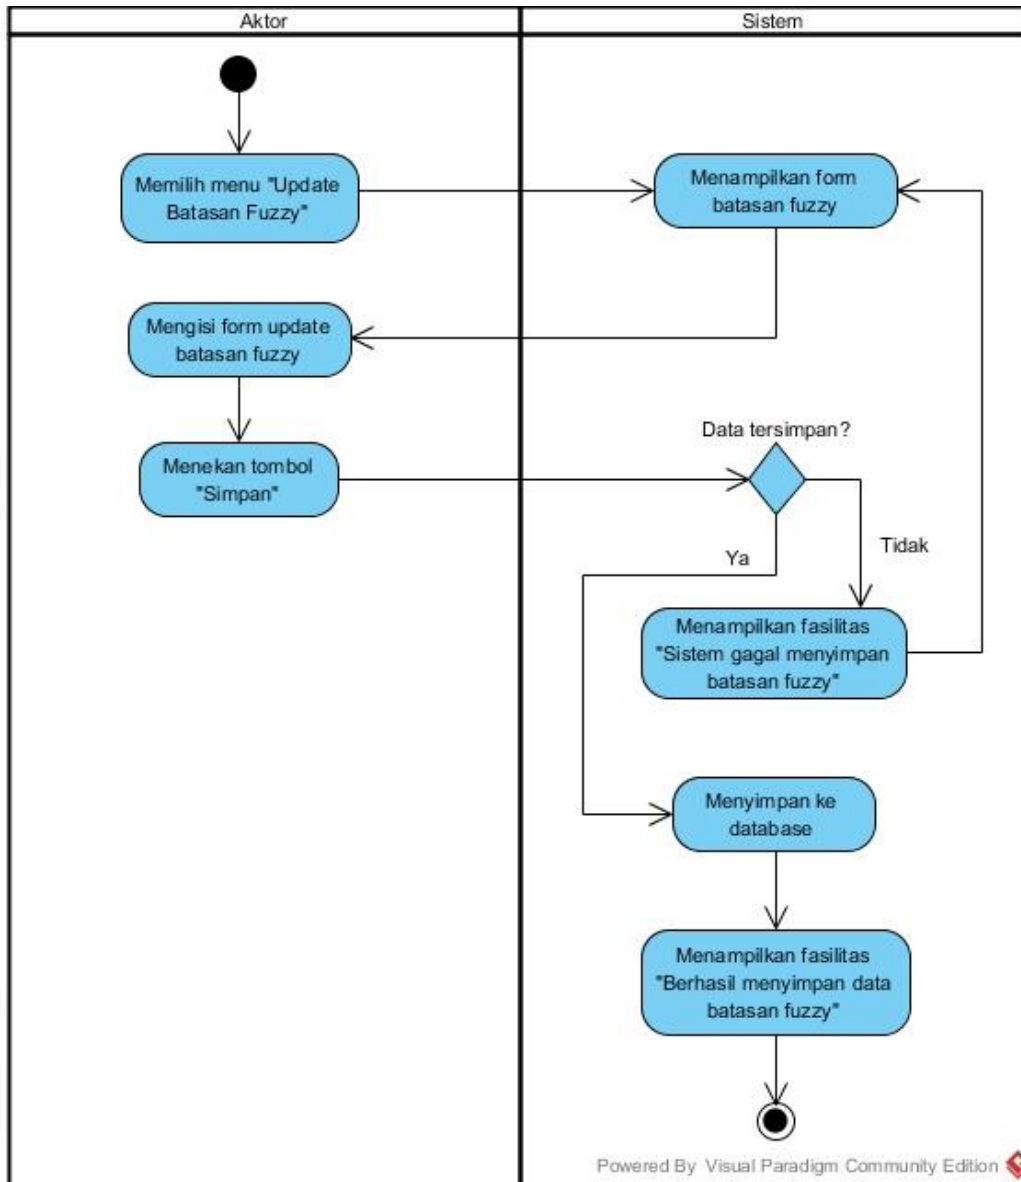 Aktor
Sistem
Memilih menu "Update
Batasan Fuzzy"
Menampilkan form
batasan fuzzy
Mengisi form update
batasan fuzzy
Menekan tombol
"Simpan"
Data tersimpan?
Ya
Tidak
Menampilkan fasilitas
"Sistem gagal menyimpan
batasan fuzzy"
Menyimpan ke
database
Menampilkan fasilitas
"Berhasil menyimpan data
batasan fuzzy"
Powered By Visual Paradigm Community Edition